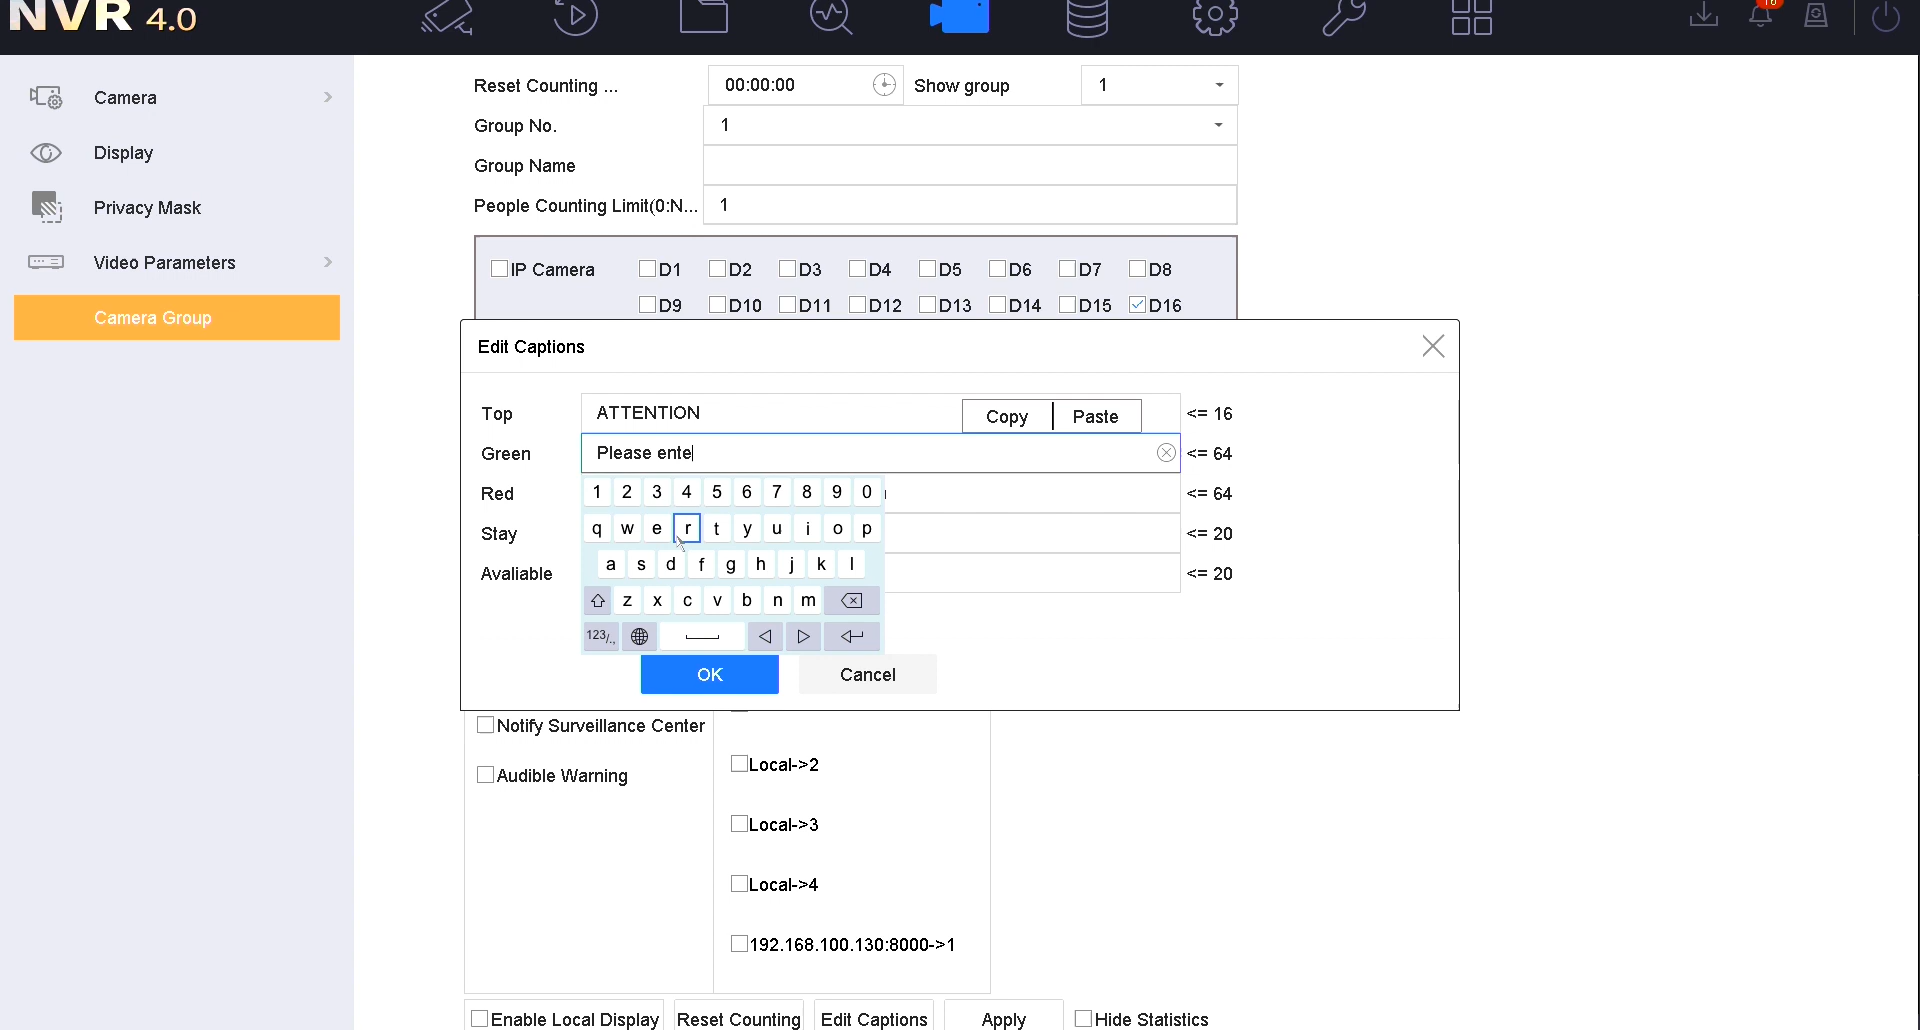 NVR 4.0
16
Camera
Display
Privacy Mask
Video Parameters
Camera Group
Reset Counting ... 00:00:00 Show group 1
Group No. 1
Group Name
People Counting Limit(0:N... 1
IP Camera D1 D2 D3 D4 D5 D6 D7 D8
D9 D10 D11 D12 D13 D14 D15 D16
Edit Captions
Top ATTENTION Copy Paste <= 16
Green Please ente <= 64
Red <= 64
Stay <= 20
Avaliable <= 20
1 2 3 4 5 6 7 8 9 0
q w e r t y u i o p
a s d f g h j k l
z x c v b n m
123/.,
OK Cancel
Notify Surveillance Center
Audible Warning
Local->2
Local->3
Local->4
192.168.100.130:8000->1
Enable Local Display Reset Counting Edit Captions Apply Hide Statistics